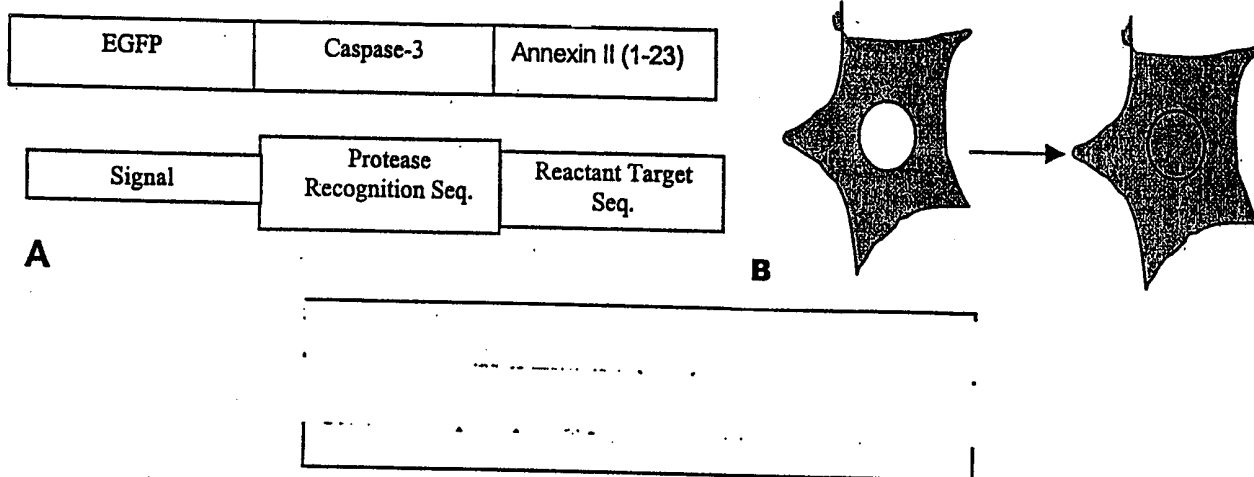 EGFP
Caspase-3
Annexin II (1-23)
Signal
Protease
Recognition Seq.
Reactant Target
Seq.
A
B